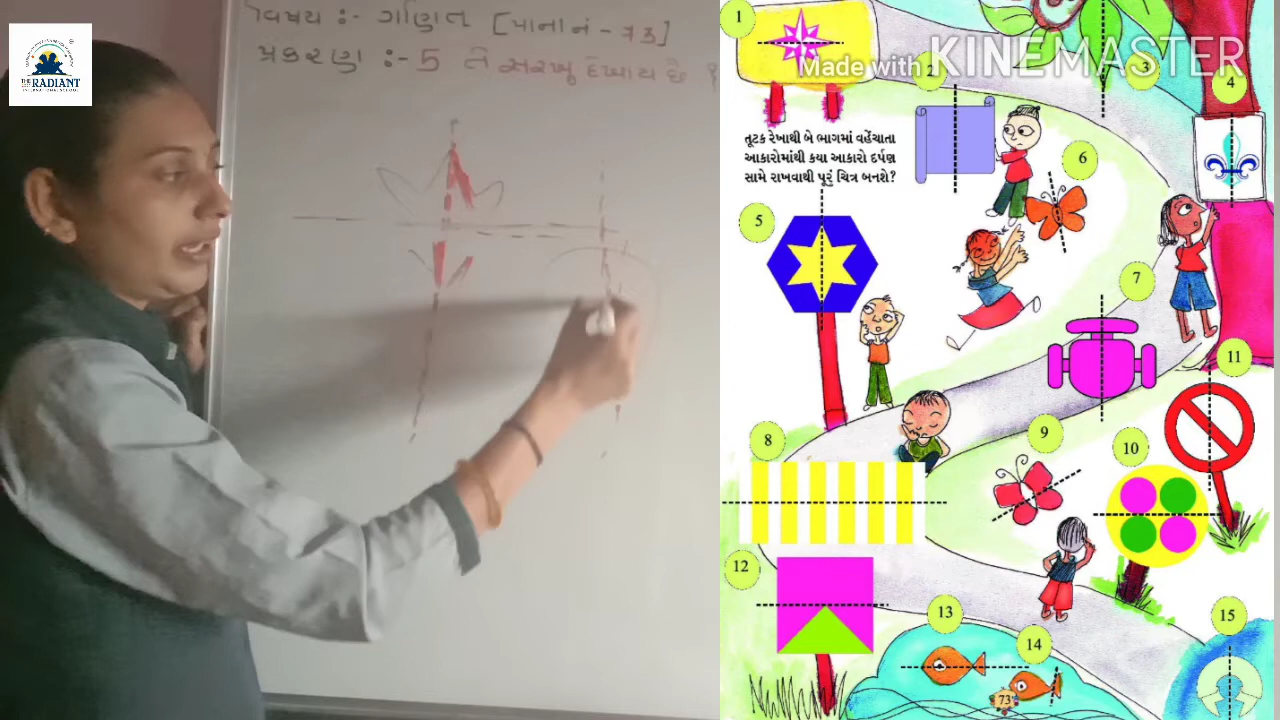 વિષય :- ગણિત [પાના નં - 73]
પ્રકરણ :- 5 તે સરખુ દેખાય છે ?
THE RADIANT
Made with KINEMASTER
1
2
3
4
તૂટક રેખાથી બે ભાગમાં વહેંચાતા
આકારોમાંથી કયા આકારો દર્પણ
સામે રાખવાથી પૂરું ચિત્ર બનશે?
5
6
7
8
9
10
11
12
13
14
15
73